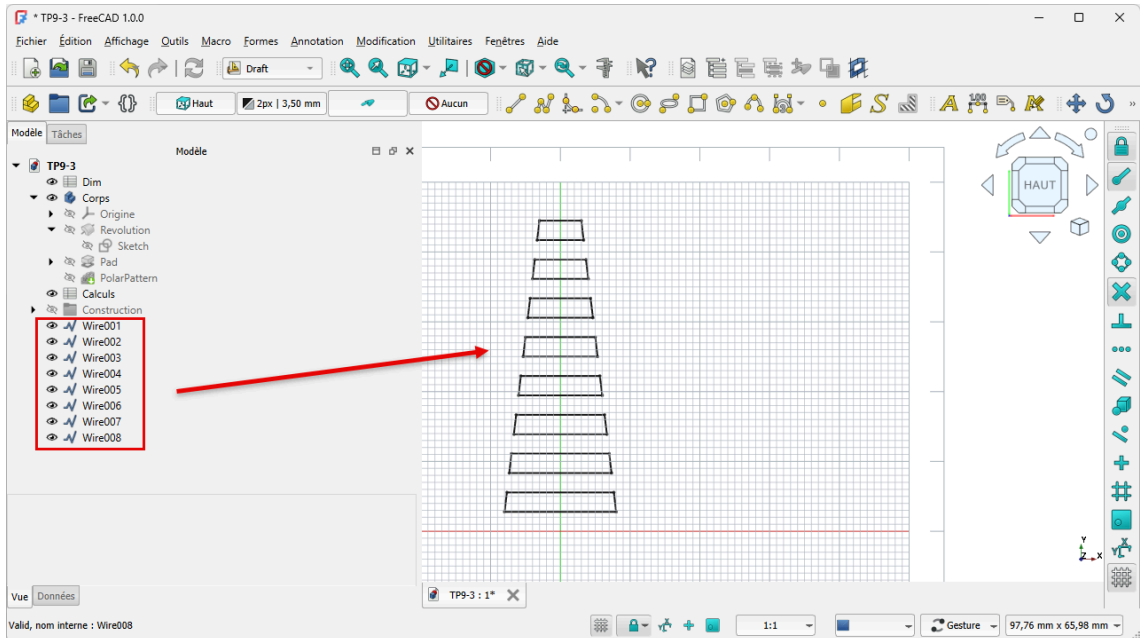 * TP9-3 - FreeCAD 1.0.0
Fichier Édition Affichage Outils Macro Formes Annotation Modification Utilitaires Fenêtres Aide
Draft
Haut 2px | 3,50 mm Aucun
Modèle Tâches
Modèle
TP9-3
Dim
Corps
Origine
Revolution
Sketch
Pad
PolarPattern
Calculs
Construction
Wire001
Wire002
Wire003
Wire004
Wire005
Wire006
Wire007
Wire008
HAUT
Y
Z X
Vue Données
TP9-3 : 1*
Valid, nom interne : Wire008
1:1
Gesture
97,76 mm x 65,98 mm